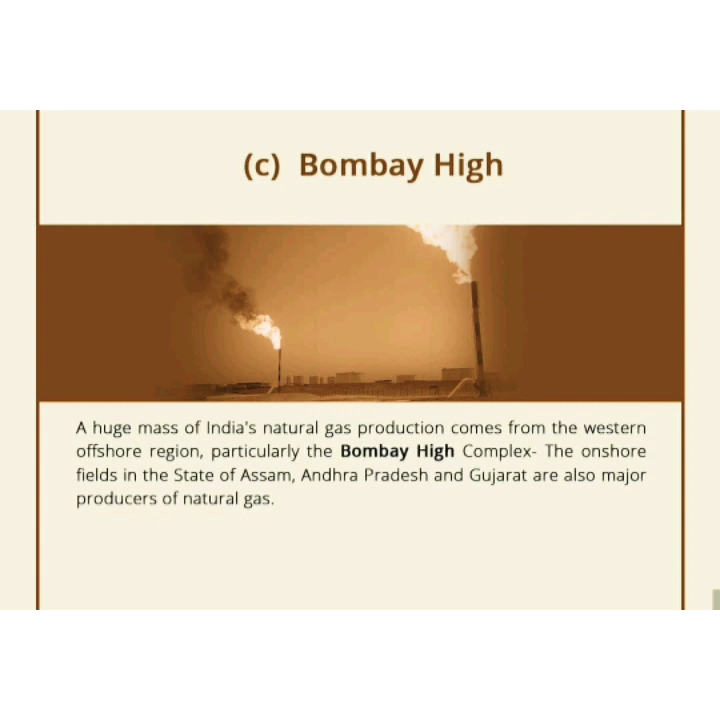 (c) Bombay High
A huge mass of India's natural gas production comes from the western
offshore region, particularly the Bombay High Complex- The onshore
fields in the State of Assam, Andhra Pradesh and Gujarat are also major
producers of natural gas.